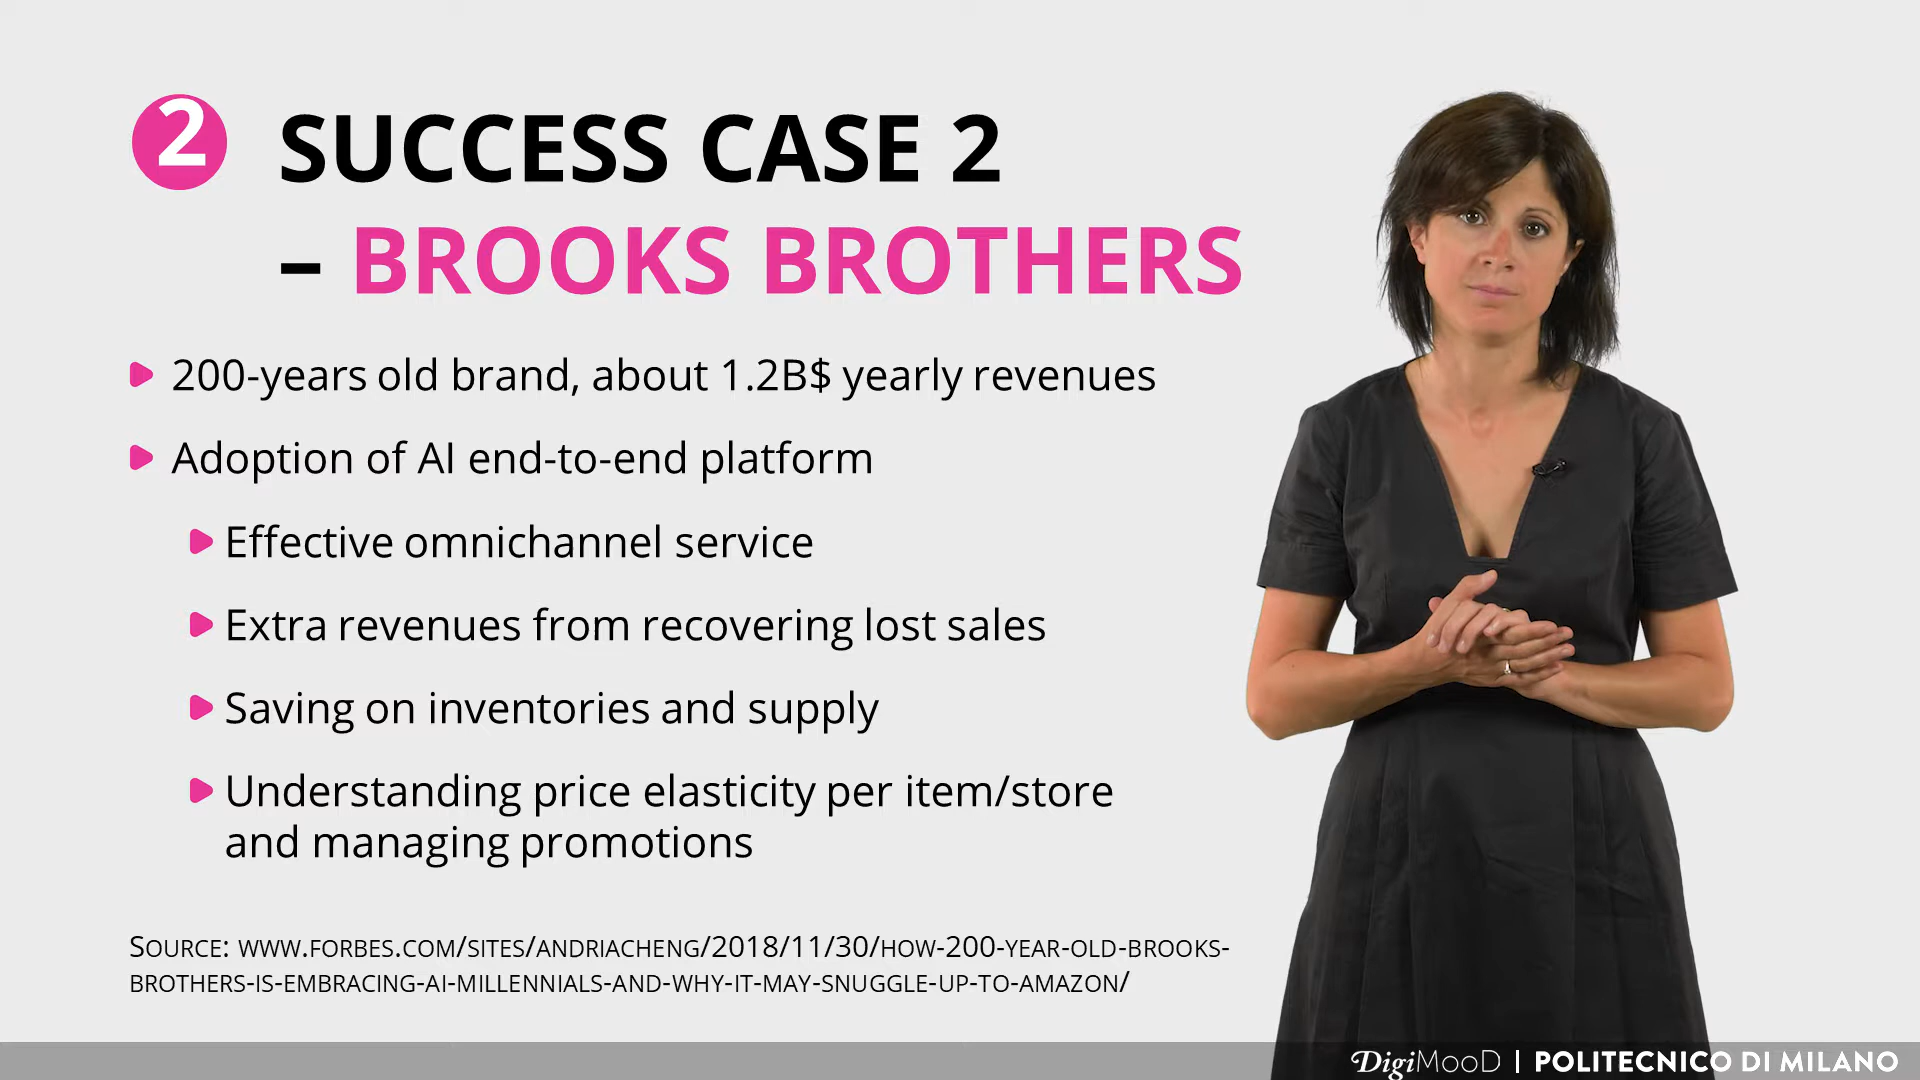 2 SUCCESS CASE 2
– BROOKS BROTHERS
200-years old brand, about 1.2B$ yearly revenues
Adoption of AI end-to-end platform
Effective omnichannel service
Extra revenues from recovering lost sales
Saving on inventories and supply
Understanding price elasticity per item/store
and managing promotions
SOURCE: WWW.FORBES.COM/SITES/ANDRIACHENG/2018/11/30/HOW-200-YEAR-OLD-BROOKS-
BROTHERS-IS-EMBRACING-AI-MILLENNIALS-AND-WHY-IT-MAY-SNUGGLE-UP-TO-AMAZON/
DigiMooD | POLITECNICO DI MILANO